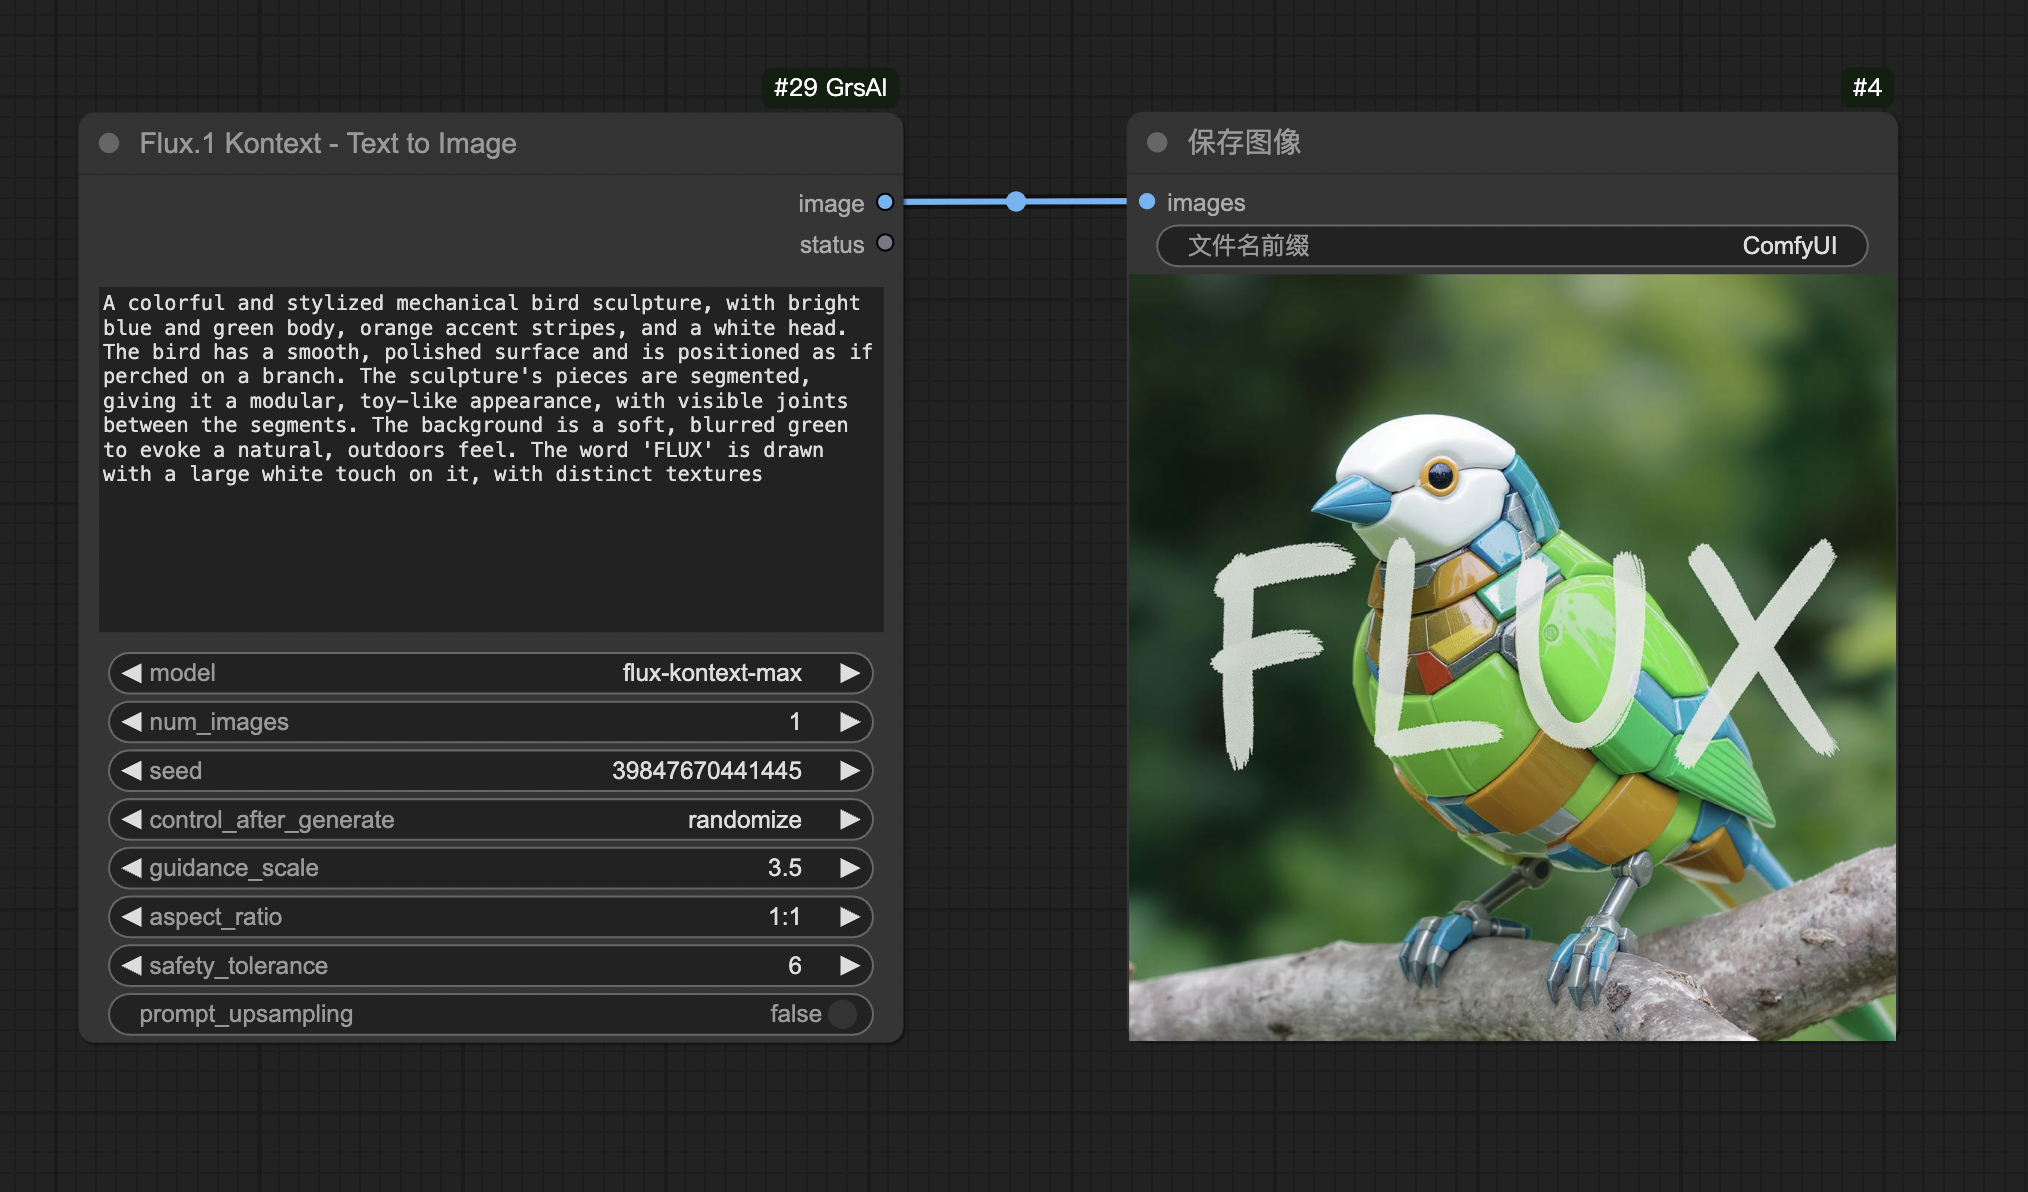 #29 GrsAI
Flux.1 Kontext - Text to Image
image
status
A colorful and stylized mechanical bird sculpture, with bright
blue and green body, orange accent stripes, and a white head.
The bird has a smooth, polished surface and is positioned as if
perched on a branch. The sculpture's pieces are segmented,
giving it a modular, toy-like appearance, with visible joints
between the segments. The background is a soft, blurred green
to evoke a natural, outdoors feel. The word 'FLUX' is drawn
with a large white touch on it, with distinct textures
model flux-kontext-max
num_images 1
seed 39847670441445
control_after_generate randomize
guidance_scale 3.5
aspect_ratio 1:1
safety_tolerance 6
prompt_upsampling false
#4
保存图像
images
文件名前缀 ComfyUI
FLUX